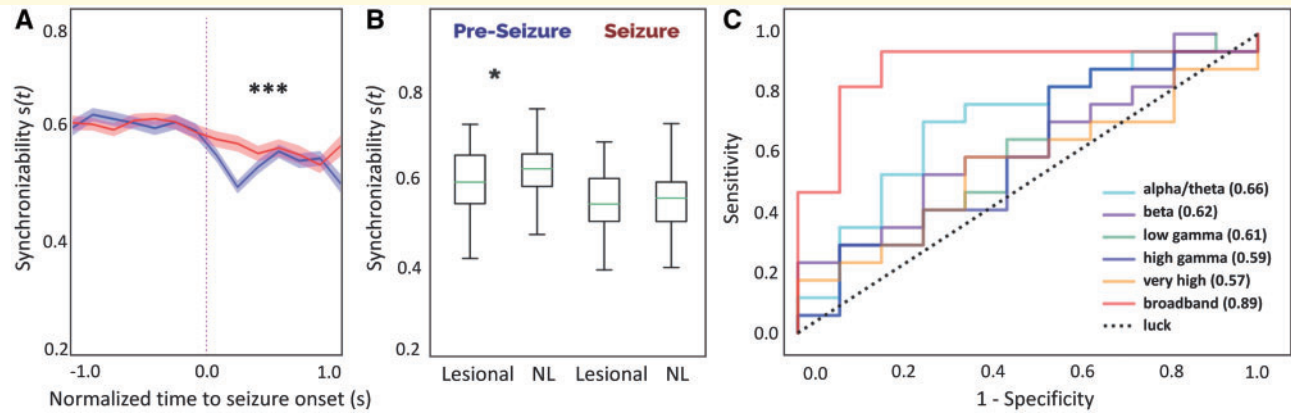 A
0.8
0.6
0.4
0.2
Synchronizability s(t)
***
-1.0
0.0
1.0
Normalized time to seizure onset (s)
B
Pre-Seizure
Seizure
*
0.8
0.6
0.4
0.2
Synchronizability s(t)
Lesional
NL
Lesional
NL
C
1.0
0.8
0.6
0.4
0.2
0.0
Sensitivity
alpha/theta (0.66)
beta (0.62)
low gamma (0.61)
high gamma (0.59)
very high (0.57)
broadband (0.89)
luck
0.0
0.2
0.4
0.6
0.8
1.0
1 - Specificity